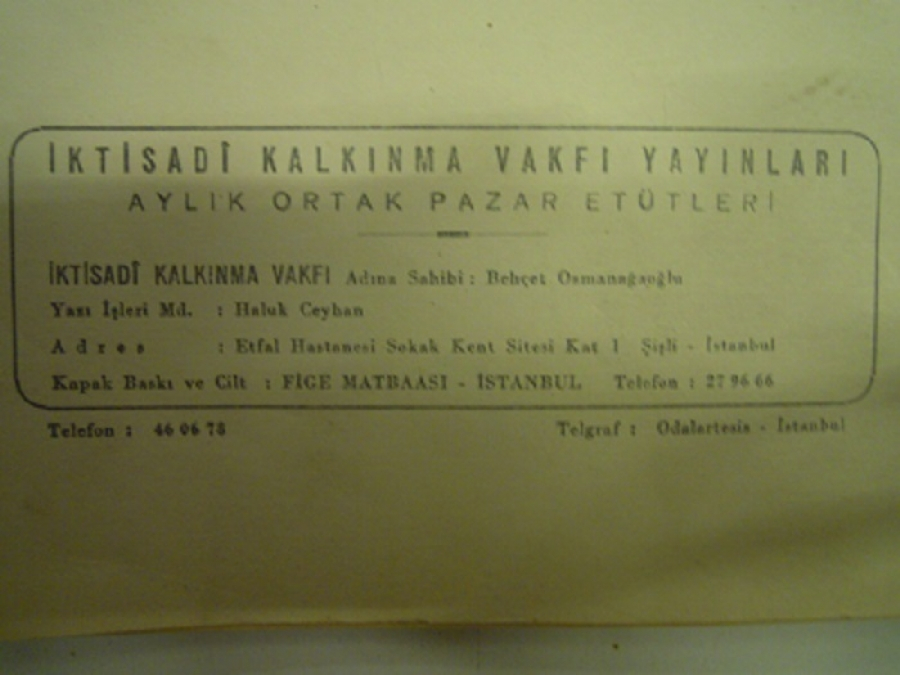 İKTİSADÎ KALKINMA VAKFI YAYINLARI
AYLIK ORTAK PAZAR ETÜTLERİ
İKTİSADÎ KALKINMA VAKFI Adına Sahibi : Behçet Osmanağaoğlu
Yazı İşleri Md. : Haluk Ceyhan
Adres : Etfal Hastanesi Sokak Kent Sitesi Kat 1 Şişli - İstanbul
Kapak Baskı ve Cilt : FİGE MATBAASI - İSTANBUL Telefon : 27 96 66
Telefon : 46 06 78 Telgraf : Odalartesis - İstanbul